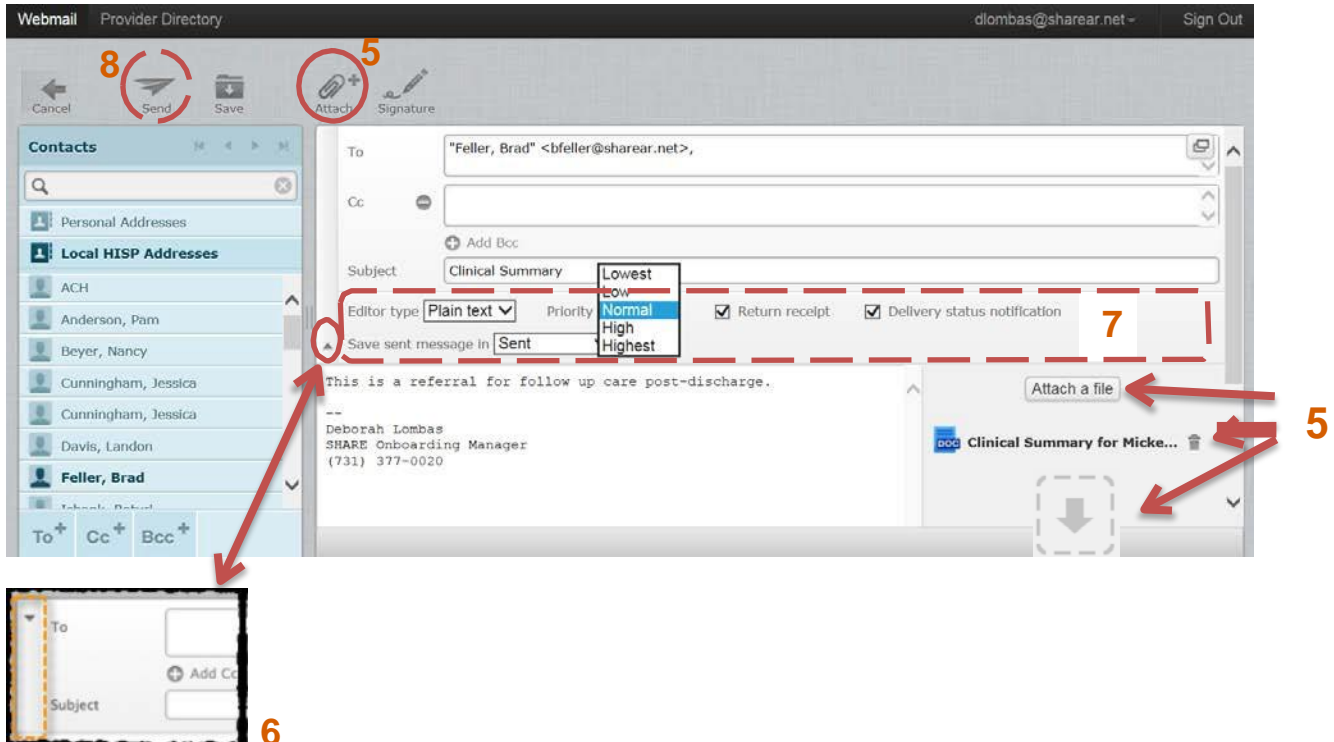 Webmail Provider Directory dlombas@sharear.net Sign Out
8 5
Cancel Send Save Attach Signature
Contacts
Personal Addresses
Local HISP Addresses
ACH
Anderson, Pam
Beyer, Nancy
Cunningham, Jessica
Cunningham, Jessica
Davis, Landon
Feller, Brad
To+ Cc+ Bcc+
To "Feller, Brad" <bfeller@sharear.net>,
Cc
Add Bcc
Subject Clinical Summary
Editor type Plain text Priority Lowest
Low
Normal
High
Highest
Return receipt Delivery status notification 7
Save sent message in Sent
This is a referral for follow up care post-discharge.
--
Deborah Lombas
SHARE Onboarding Manager
(731) 377-0020
Attach a file
5
DOC Clinical Summary for Micke...
To
Add Cc
Subject
6